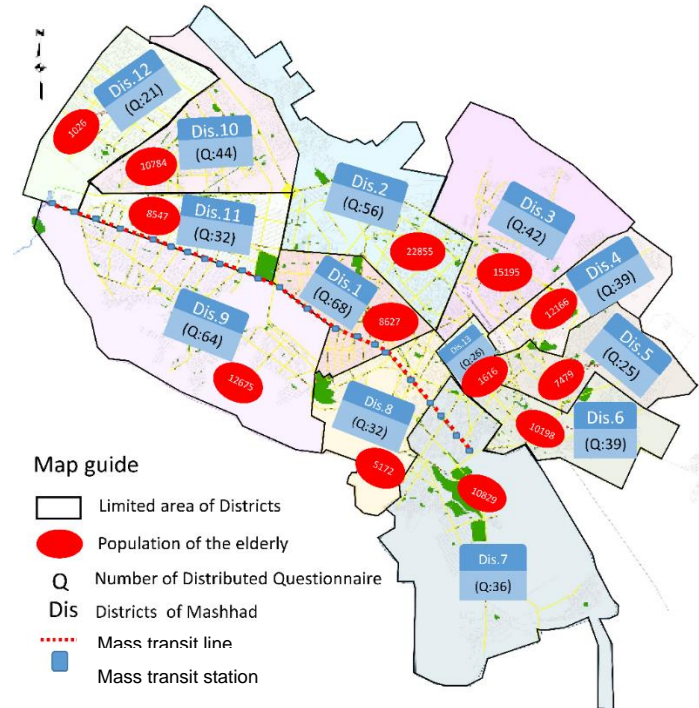 N
Dis.12
(Q:21)
1026
Dis.10
(Q:44)
10784
Dis.11
(Q:32)
8547
Dis.2
(Q:56)
22855
Dis.3
(Q:42)
15195
Dis.4
(Q:39)
12166
Dis.1
(Q:68)
8627
Dis.9
(Q:64)
12675
Dis.13
(Q:26)
1616
Dis.5
(Q:25)
7479
Dis.8
(Q:32)
5172
Dis.6
(Q:39)
10198
10829
Dis.7
(Q:36)
Map guide
Limited area of Districts
Population of the elderly
Q Number of Distributed Questionnaire
Dis Districts of Mashhad
Mass transit line
Mass transit station